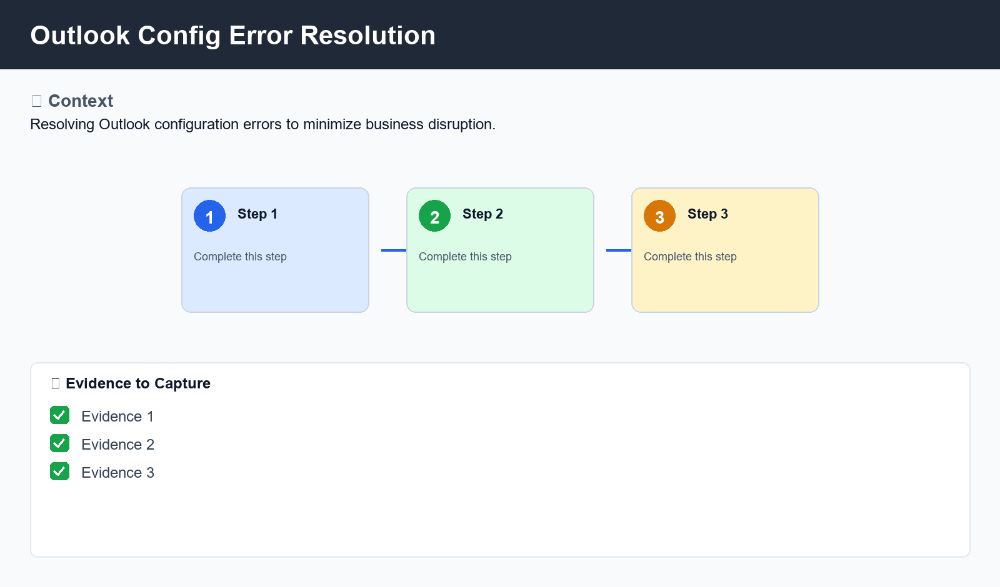 Outlook Config Error Resolution
Context
Resolving Outlook configuration errors to minimize business disruption.
1 Step 1
Complete this step
2 Step 2
Complete this step
3 Step 3
Complete this step
Evidence to Capture
Evidence 1
Evidence 2
Evidence 3